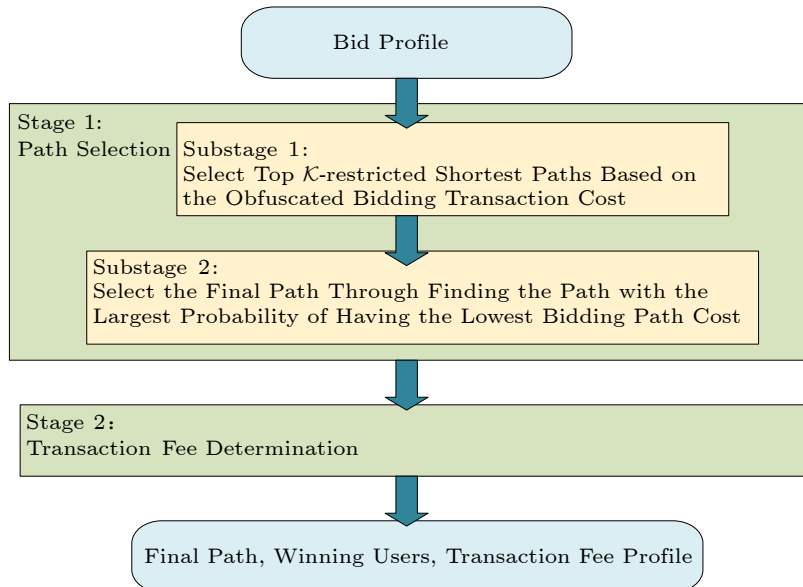 Bid Profile
Stage 1:
Path Selection
Substage 1:
Select Top 𝒦-restricted Shortest Paths Based on
the Obfuscated Bidding Transaction Cost
Substage 2:
Select the Final Path Through Finding the Path with the
Largest Probability of Having the Lowest Bidding Path Cost
Stage 2:
Transaction Fee Determination
Final Path, Winning Users, Transaction Fee Profile